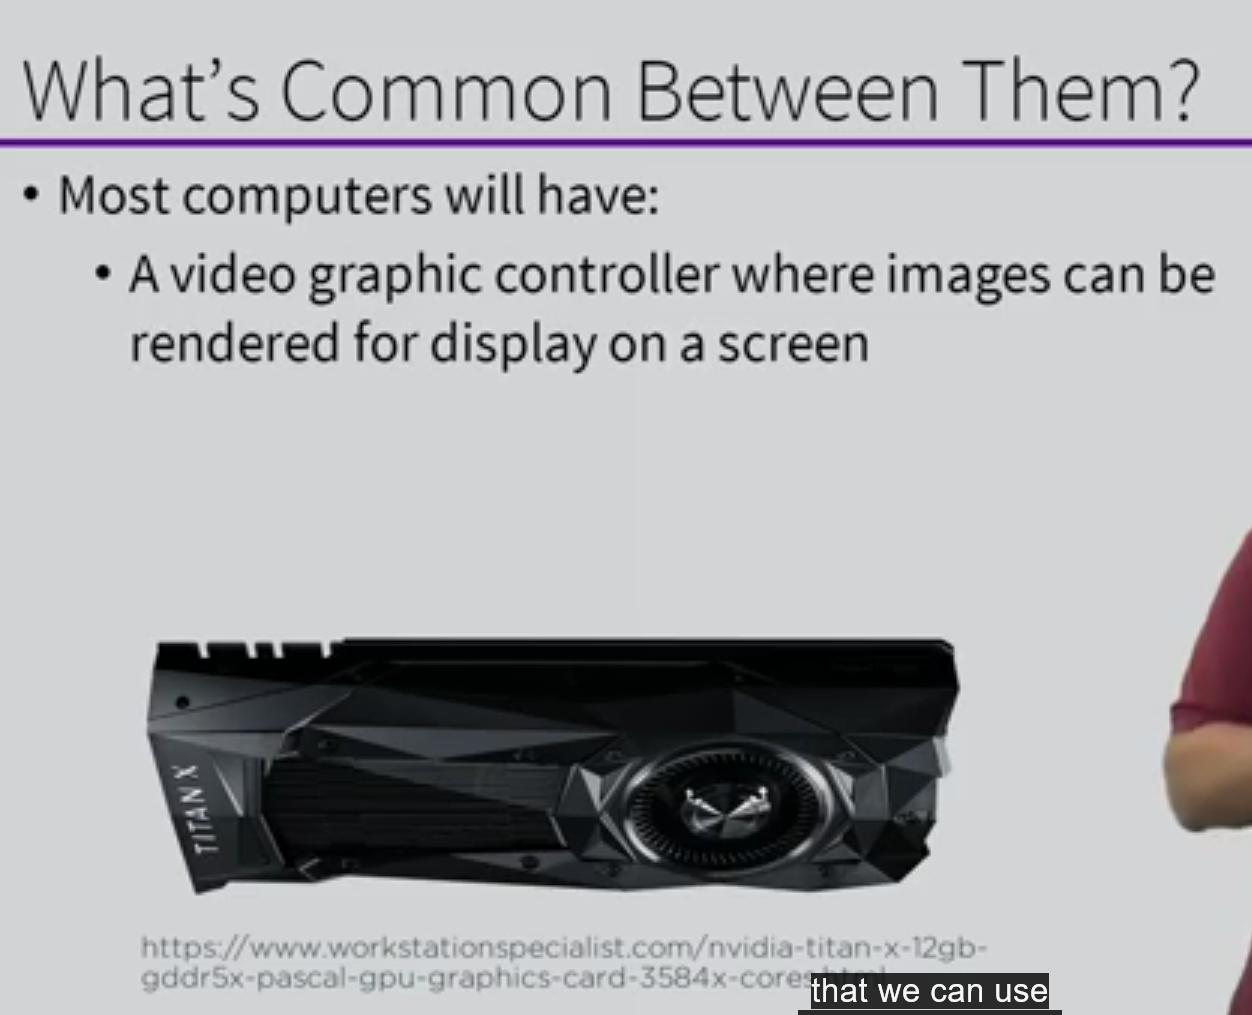 What's Common Between Them?
• Most computers will have:
• A video graphic controller where images can be
rendered for display on a screen
TITAN X
https://www.workstationspecialist.com/nvidia-titan-x-12gb-
gddr5x-pascal-gpu-graphics-card-3584x-cores.html
that we can use